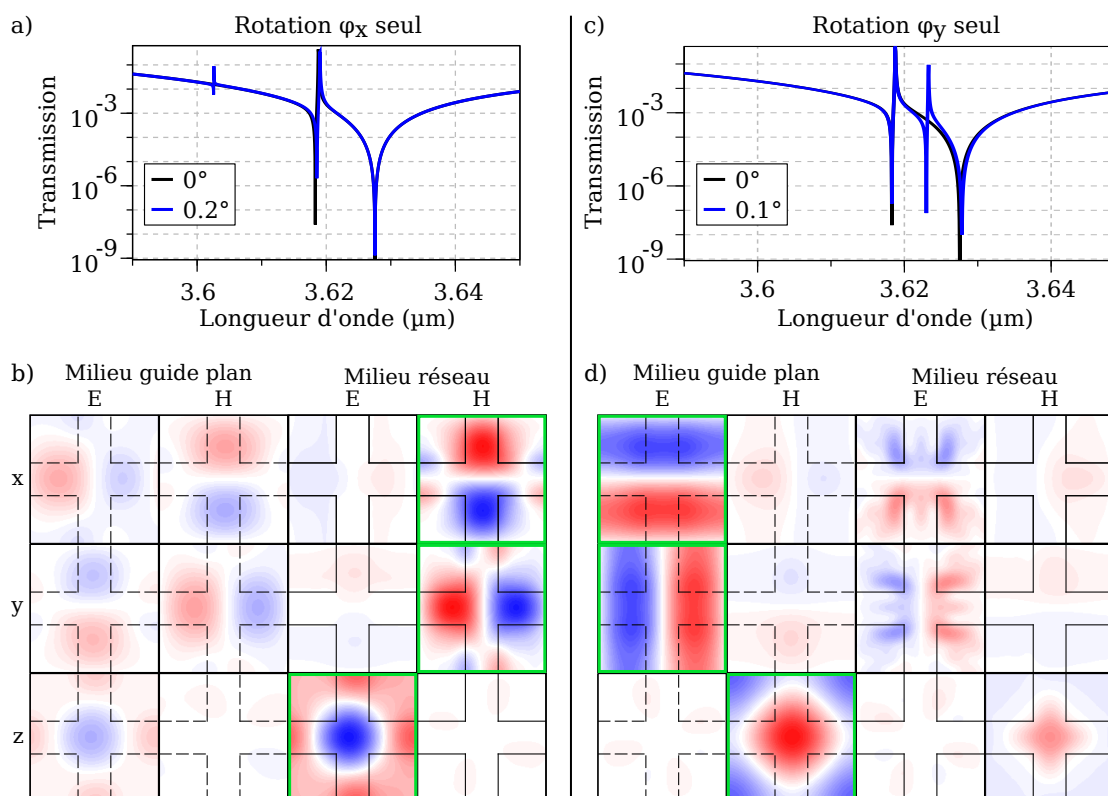 a)
Rotation φx seul
Transmission
10-3
10-6
10-9
0°
0.2°
3.6
3.62
3.64
Longueur d'onde (µm)
c)
Rotation φy seul
Transmission
10-3
10-6
10-9
0°
0.1°
3.6
3.62
3.64
Longueur d'onde (µm)
b)
Milieu guide plan
Milieu réseau
E
H
E
H
x
y
z
d)
Milieu guide plan
Milieu réseau
E
H
E
H